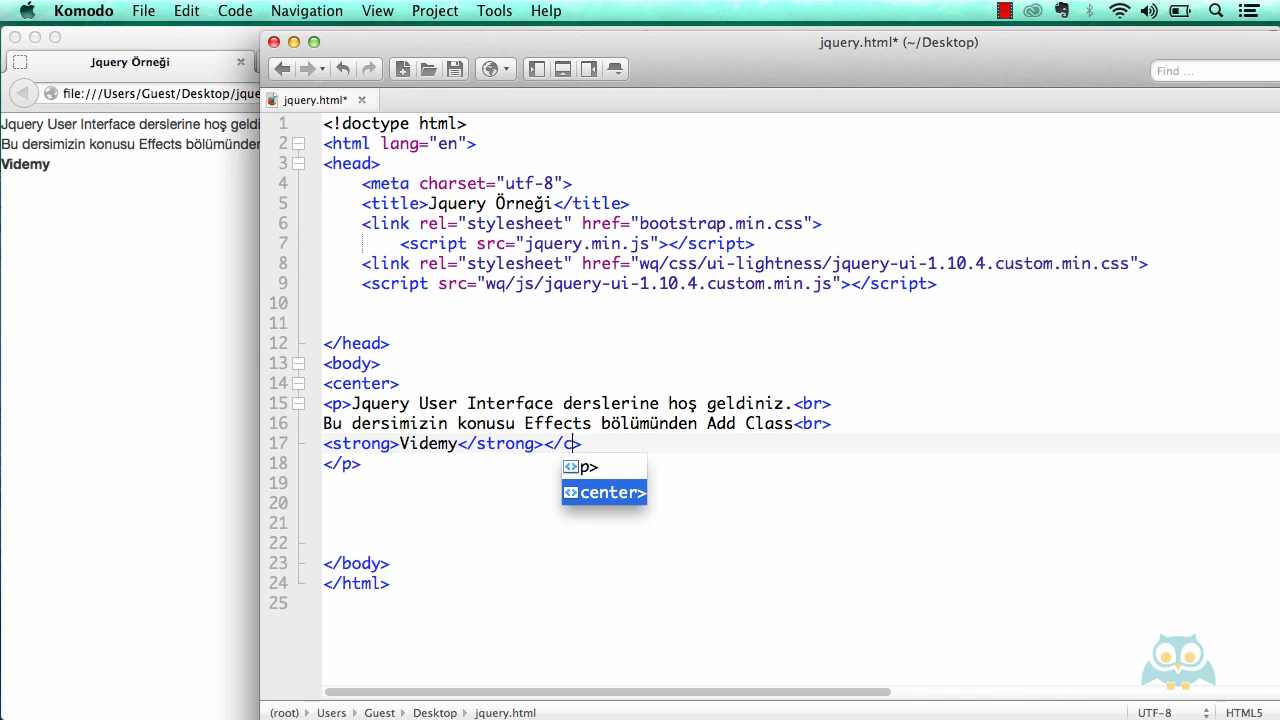 Komodo File Edit Code Navigation View Project Tools Help
Jquery Örneği
file:///Users/Guest/Desktop/jque
Jquery User Interface derslerine hoş geldi
Bu dersimizin konusu Effects bölümünden
Videmy
jquery.html* (~/Desktop)
Find ...
jquery.html*
1 <!doctype html>
2 <html lang="en">
3 <head>
4 <meta charset="utf-8">
5 <title>Jquery Örneği</title>
6 <link rel="stylesheet" href="bootstrap.min.css">
7 <script src="jquery.min.js"></script>
8 <link rel="stylesheet" href="wq/css/ui-lightness/jquery-ui-1.10.4.custom.min.css">
9 <script src="wq/js/jquery-ui-1.10.4.custom.min.js"></script>
10
11
12 </head>
13 <body>
14 <center>
15 <p>Jquery User Interface derslerine hoş geldiniz.<br>
16 Bu dersimizin konusu Effects bölümünden Add Class<br>
17 <strong>Videmy</strong></c>
p>
center>
18 </p>
19
20
21
22
23 </body>
24 </html>
25
(root) Users Guest Desktop jquery.html
UTF-8 HTML5